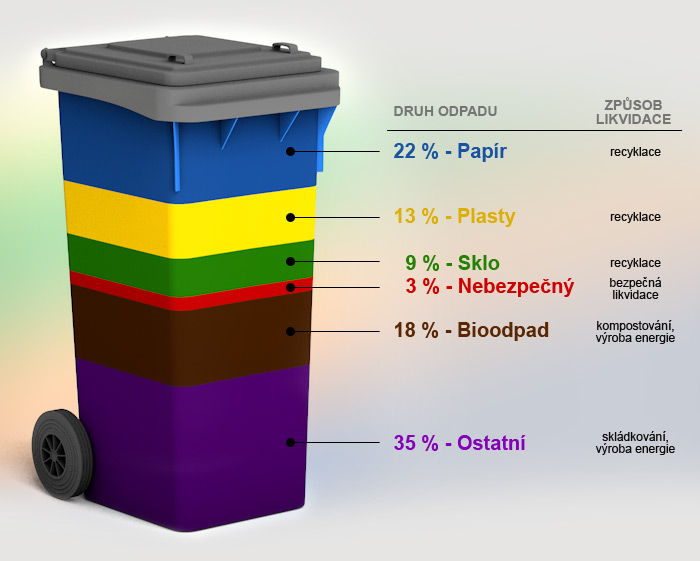 DRUH ODPADU
ZPŮSOB
LIKVIDACE
22 % - Papír
recyklace
13 % - Plasty
recyklace
9 % - Sklo
recyklace
3 % - Nebezpečný
bezpečná
likvidace
18 % - Bioodpad
kompostování,
výroba energie
35 % - Ostatní
skládkování,
výroba energie